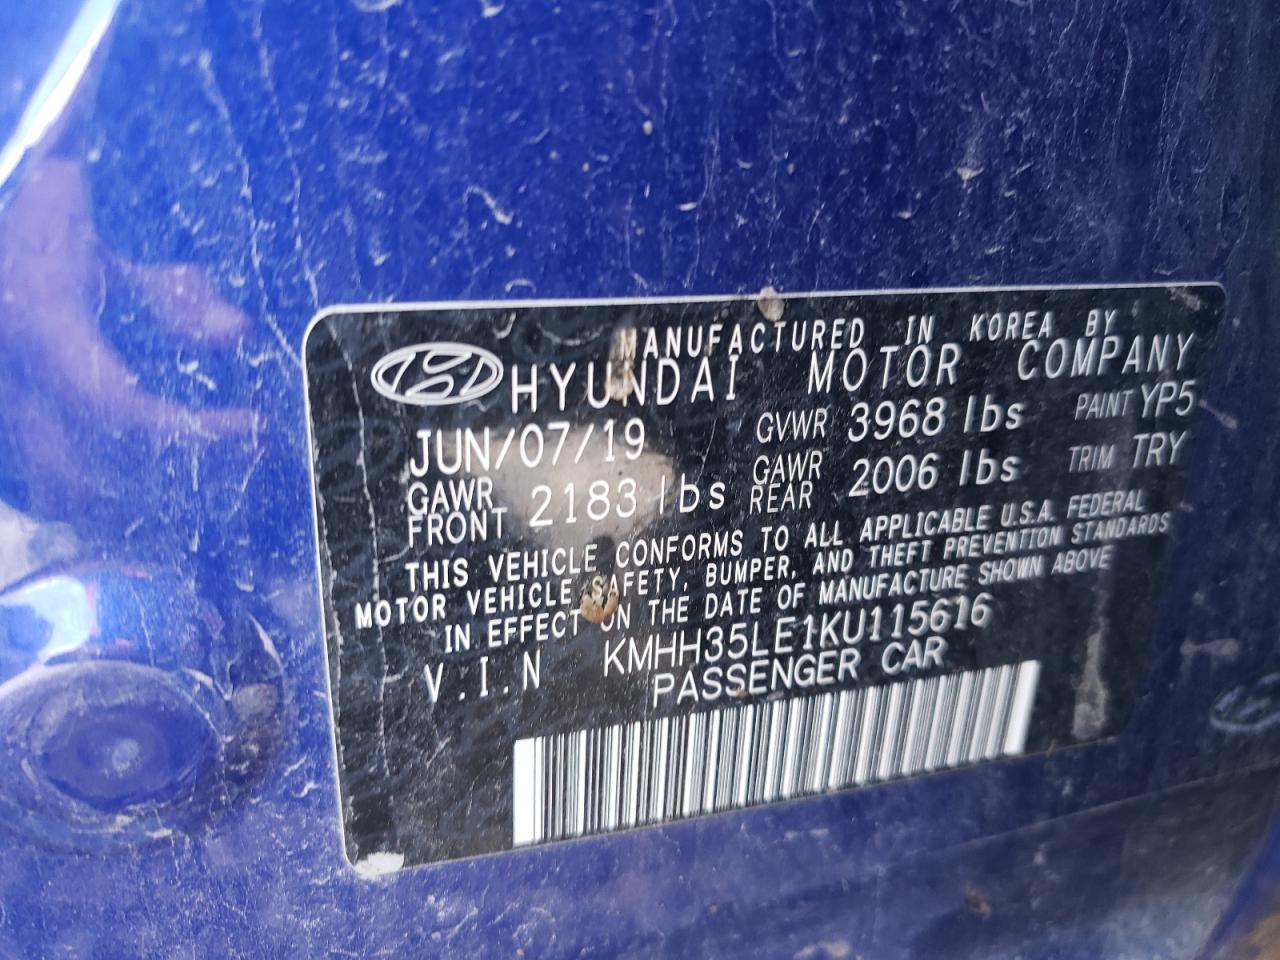 MANUFACTURED IN KOREA BY
HYUNDAI MOTOR COMPANY
JUN/07/19 GVWR 3968 lbs PAINT YP5
GAWR FRONT 2183 lbs GAWR REAR 2006 lbs TRIM TRY
THIS VEHICLE CONFORMS TO ALL APPLICABLE U.S.A. FEDERAL
MOTOR VEHICLE SAFETY, BUMPER, AND THEFT PREVENTION STANDARDS
IN EFFECT ON THE DATE OF MANUFACTURE SHOWN ABOVE
V.I.N KMHH35LE1KU115616
PASSENGER CAR